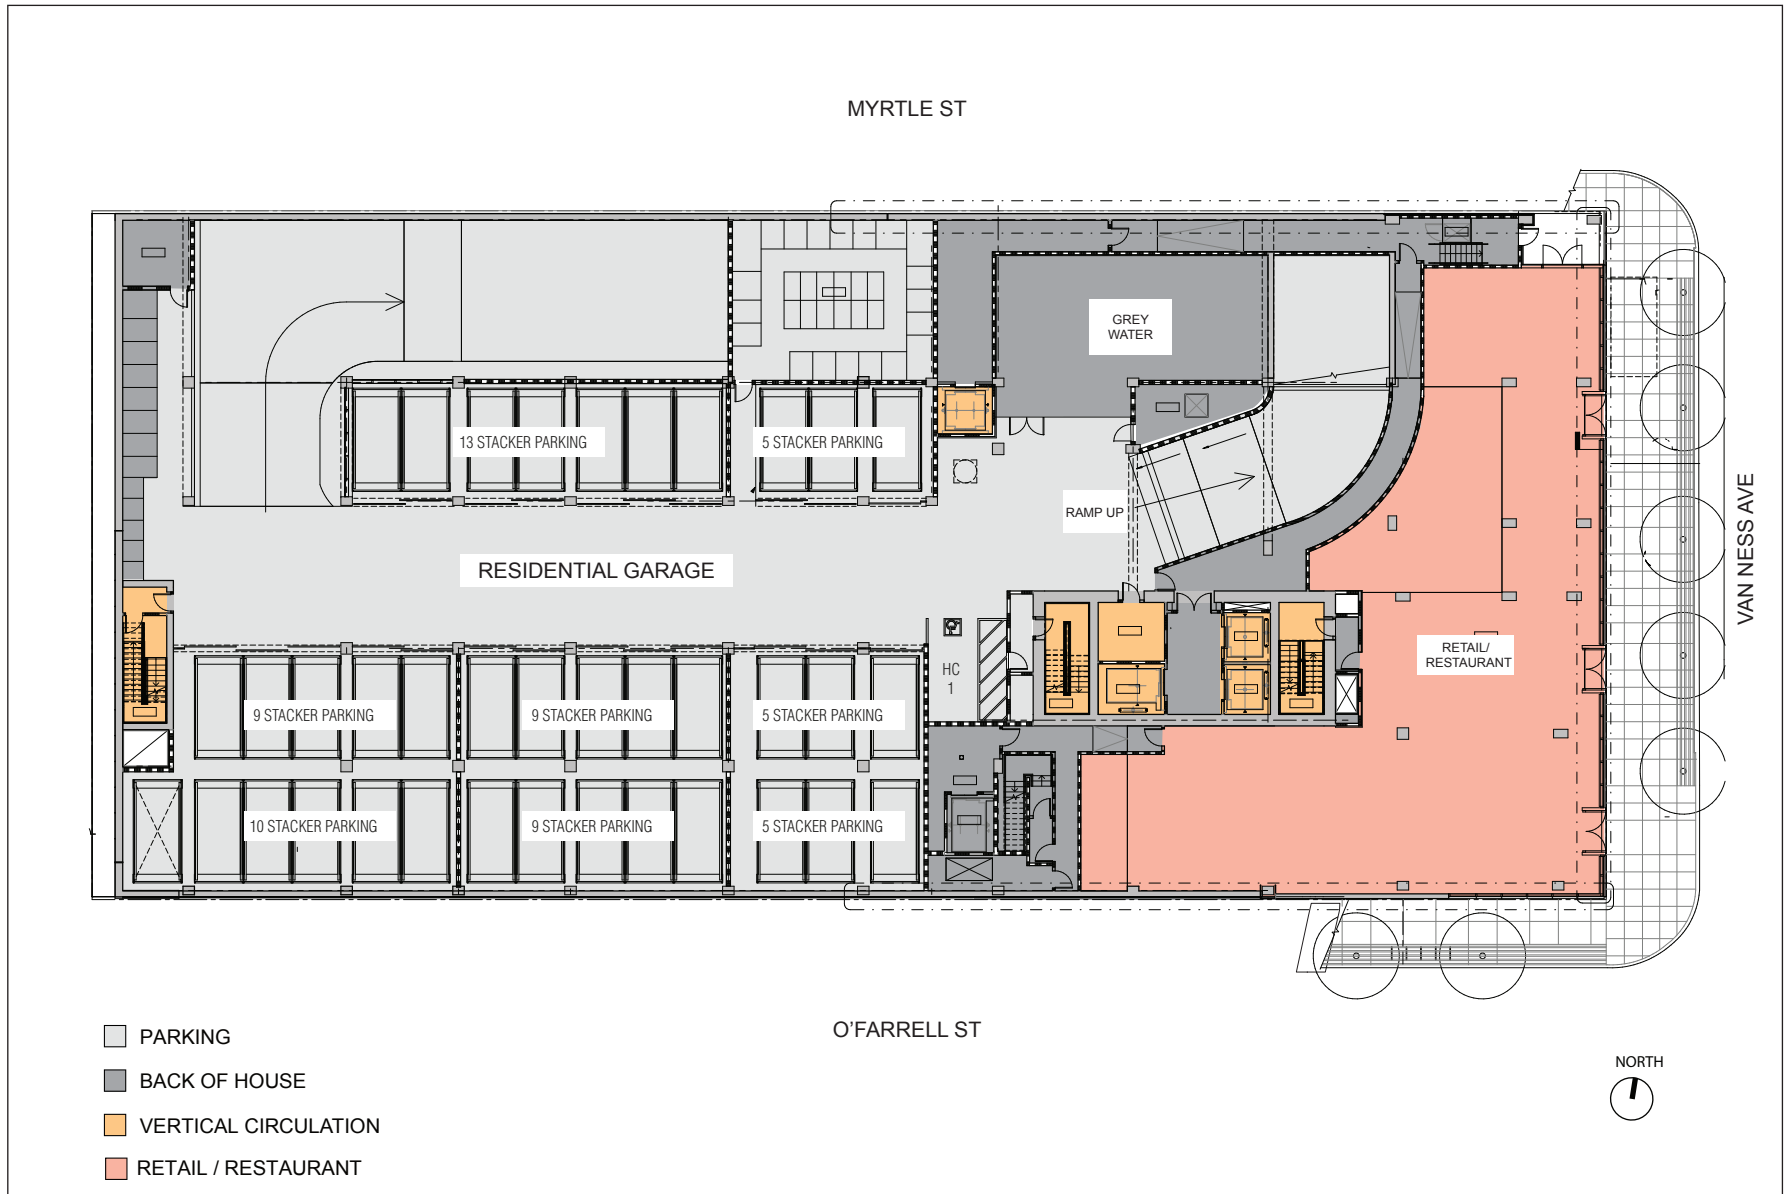 MYRTLE ST
GREY
WATER
13 STACKER PARKING
5 STACKER PARKING
RAMP UP
VAN NESS AVE
RESIDENTIAL GARAGE
RETAIL/
RESTAURANT
HC
1
9 STACKER PARKING
9 STACKER PARKING
5 STACKER PARKING
10 STACKER PARKING
9 STACKER PARKING
5 STACKER PARKING
O'FARRELL ST
PARKING
BACK OF HOUSE
VERTICAL CIRCULATION
RETAIL / RESTAURANT
NORTH